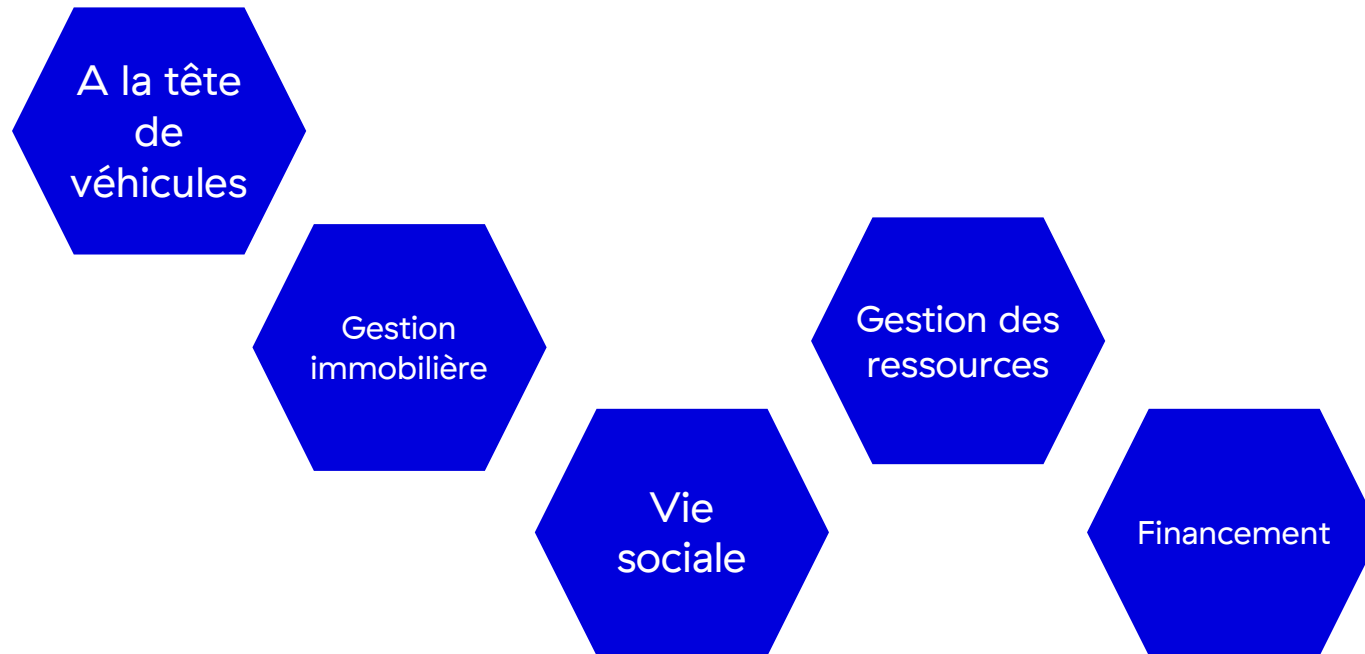 A la tête
de
véhicules
Gestion
immobilière
Vie
sociale
Gestion des
ressources
Financement